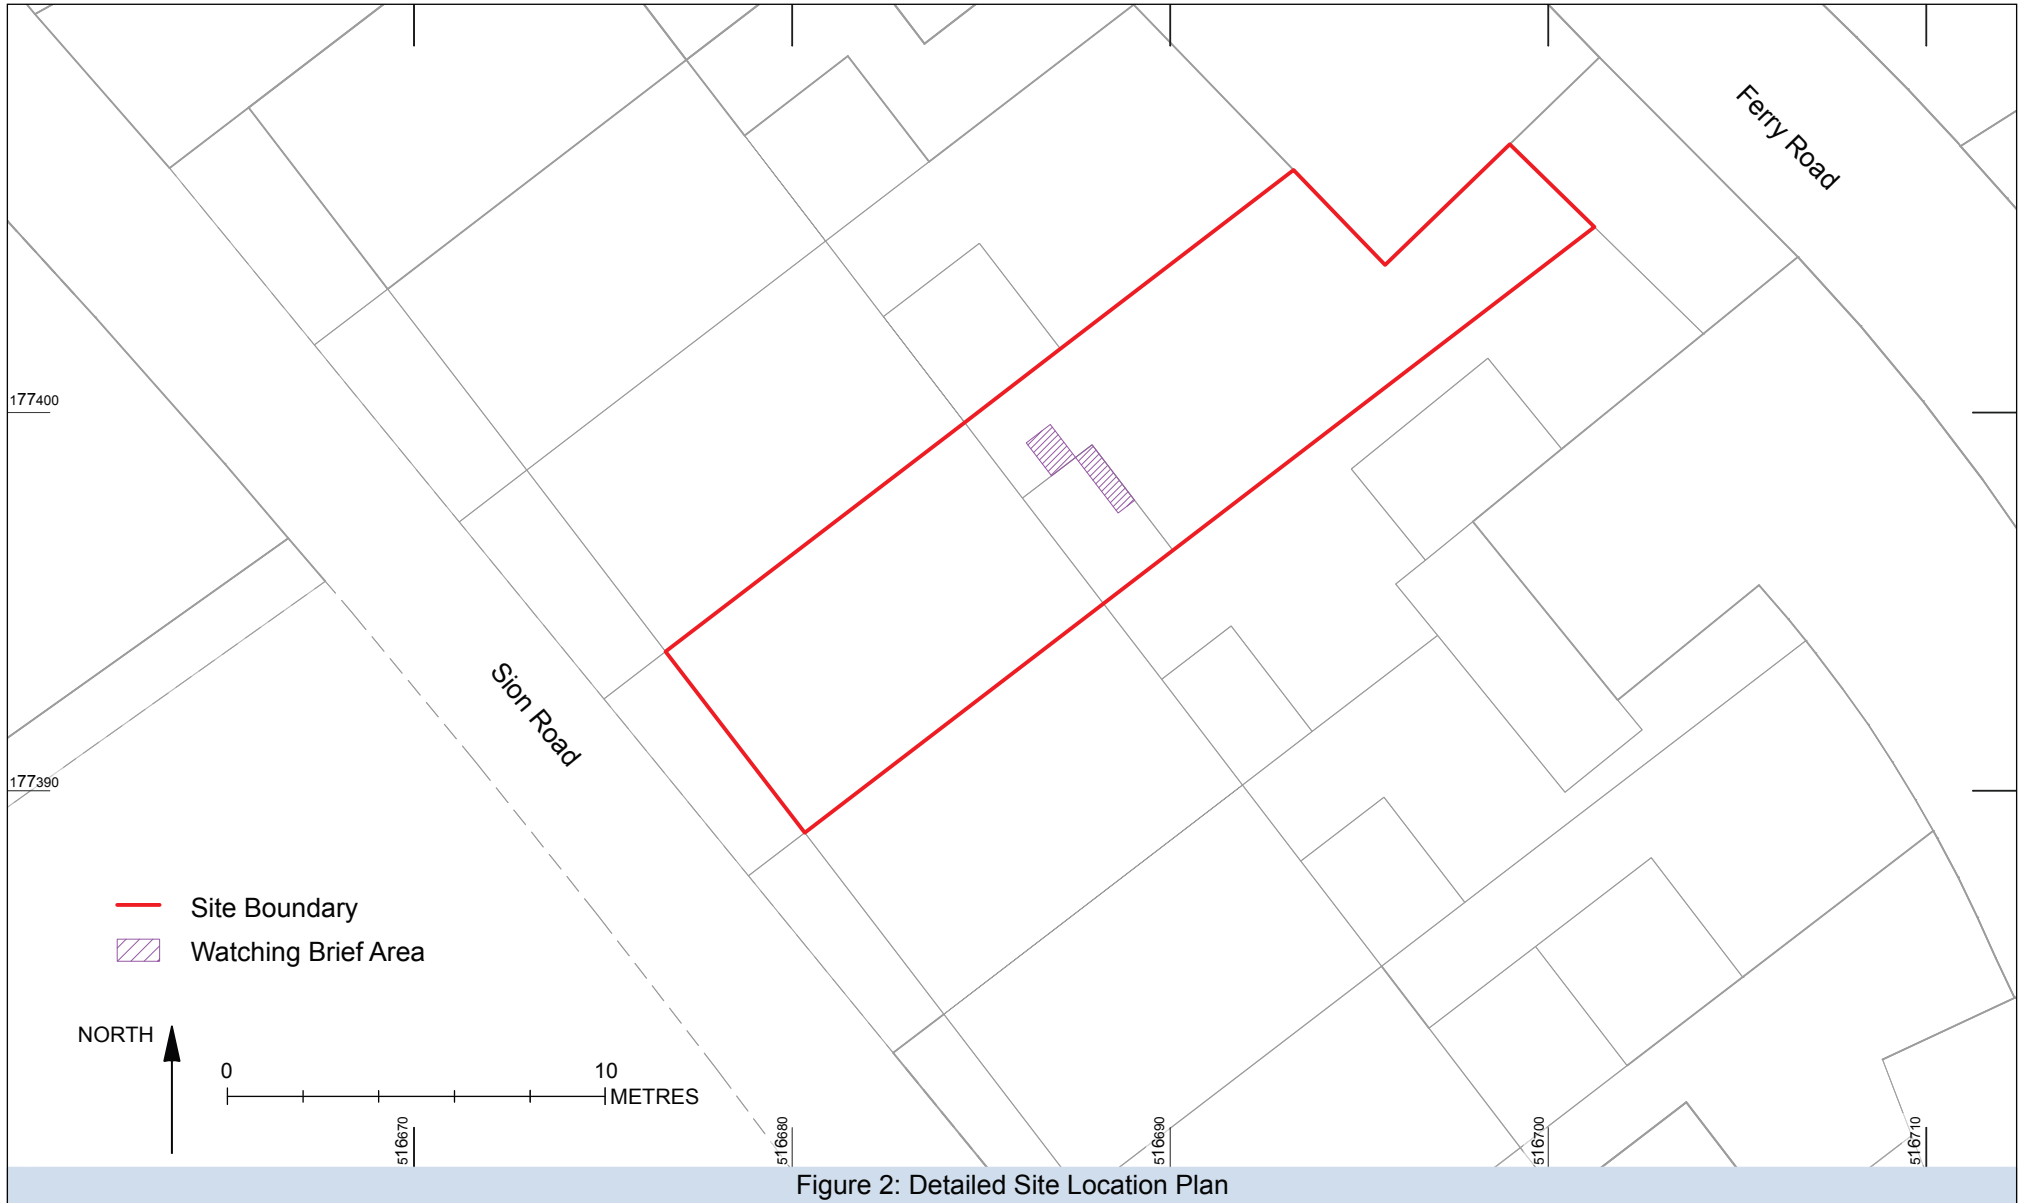 Ferry Road
177400
Sion Road
177390
Site Boundary
Watching Brief Area
NORTH
0 10
METRES
516670 516680 516690 516700 516710
Figure 2: Detailed Site Location Plan